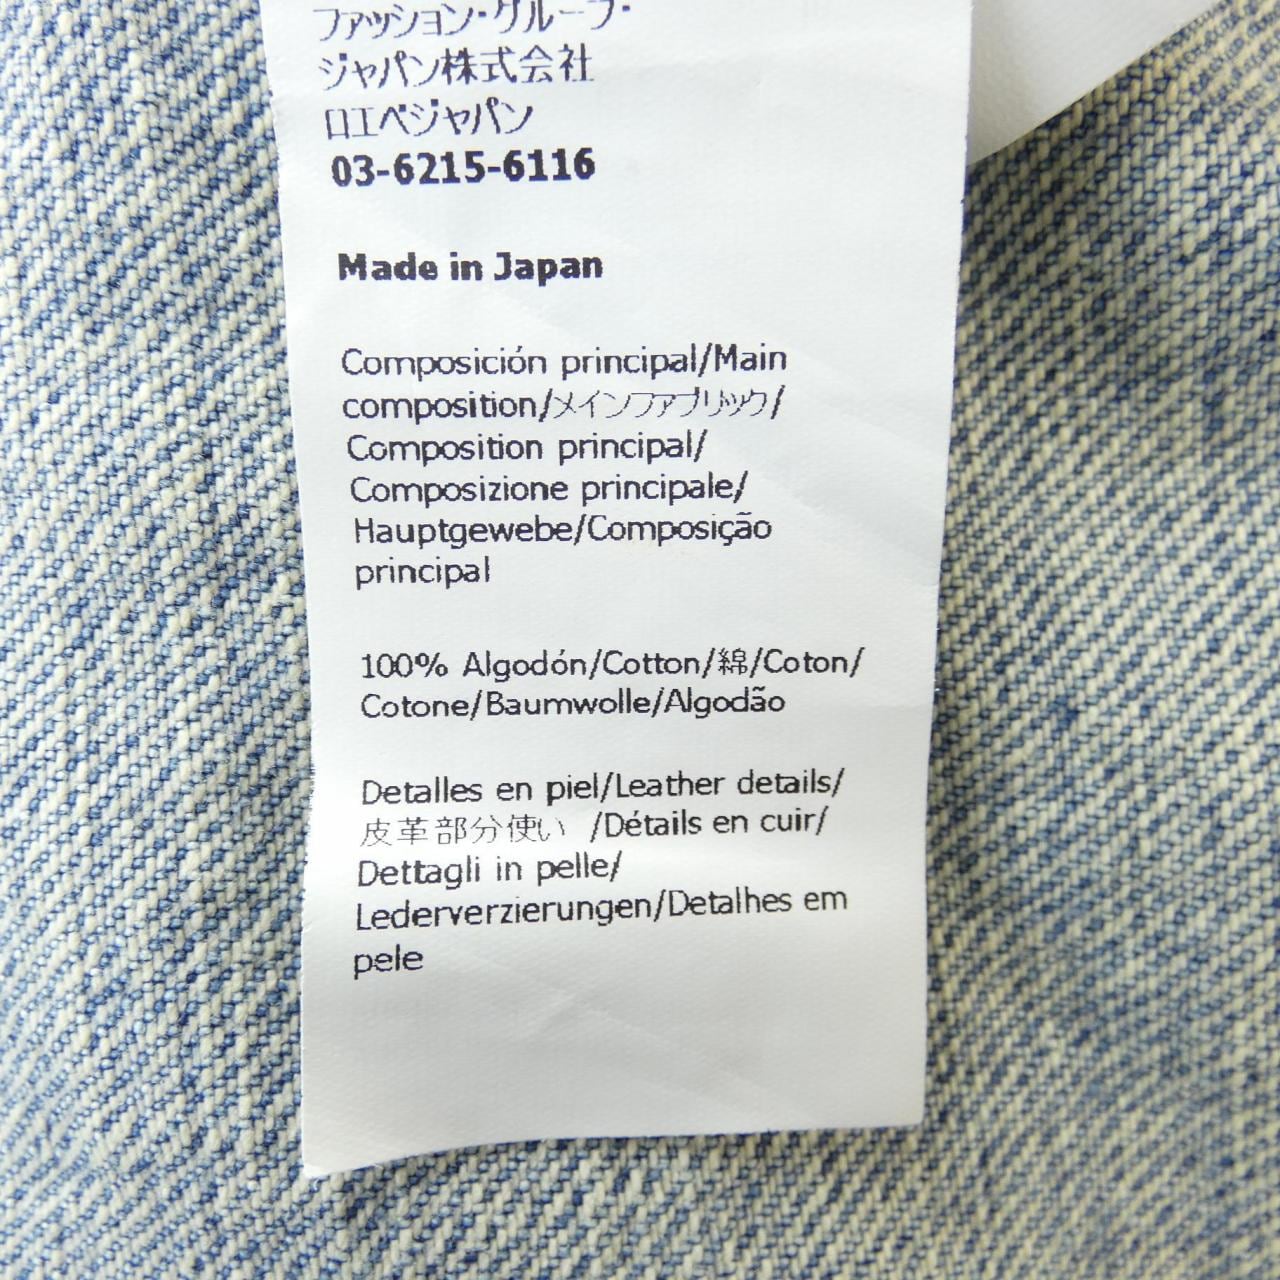 ファッション・グループ・
ジャパン株式会社
ロエベジャパン
03-6215-6116
Made in Japan
Composición principal/Main
composition/メインファブリック/
Composition principal/
Composizione principale/
Hauptgewebe/Composição
principal
100% Algodón/Cotton/綿/Coton/
Cotone/Baumwolle/Algodão
Detalles en piel/Leather details/
皮革部分使い /Détails en cuir/
Dettagli in pelle/
Lederverzierungen/Detalhes em
pele